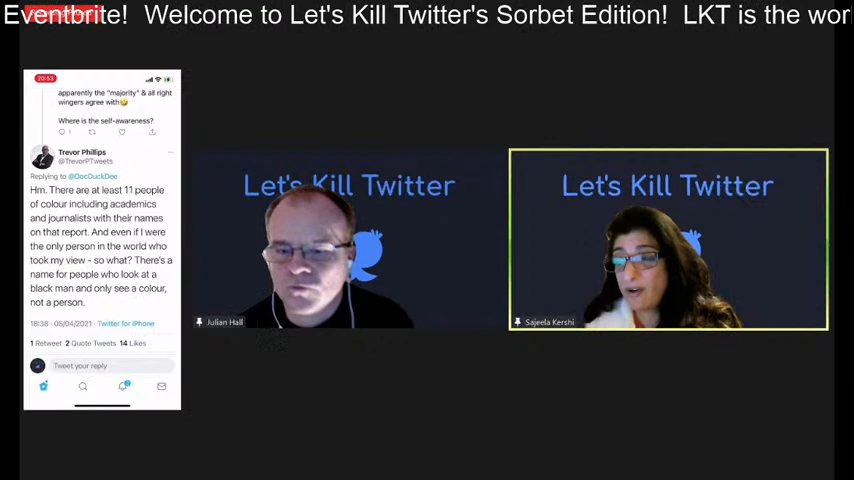 Eventbrite!  Welcome to Let's Kill Twitter's Sorbet Edition!  LKT is the wor
20:53
apparently the "majority" & all right
wingers agree with🤣
Where is the self-awareness?
1
Trevor Phillips
@TrevorPTweets
Replying to @DocDuckDee
Hm. There are at least 11 people
of colour including academics
and journalists with their names
on that report. And even if I were
the only person in the world who
took my view - so what? There's a
name for people who look at a
black man and only see a colour,
not a person.
18:38 · 05/04/2021 · Twitter for iPhone
1 Retweet 2 Quote Tweets 14 Likes
Tweet your reply
2
Let's Kill Twitter
Julian Hall
Let's Kill Twitter
Sajeela Kershi